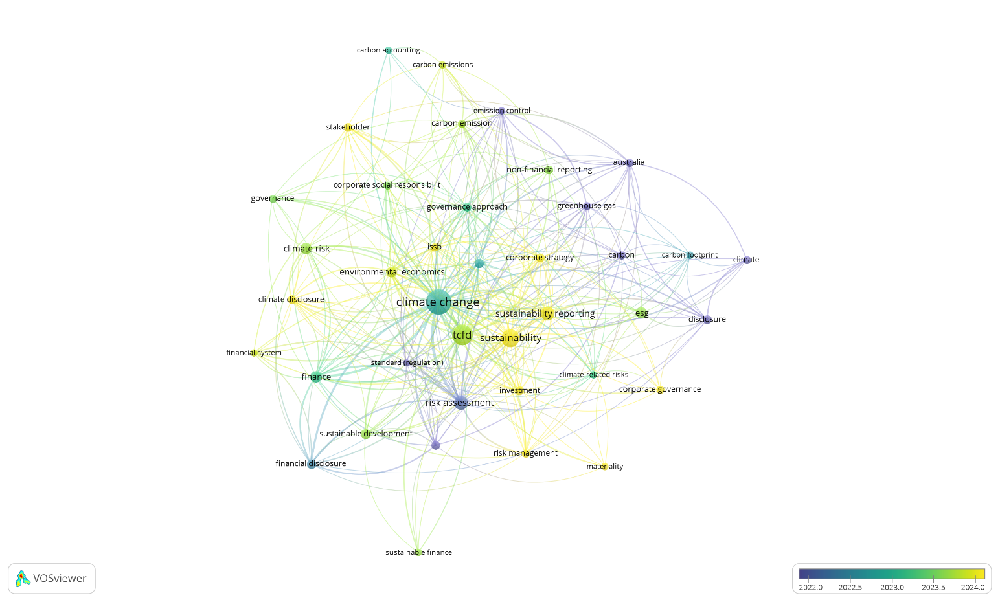 carbon accounting
carbon emissions
emission control
carbon emission
stakeholder
australia
non-financial reporting
corporate social responsibilit
governance
governance approach
greenhouse gas
climate risk
issb
corporate strategy
carbon
carbon footprint
climate
environmental economics
climate disclosure
climate change
sustainability reporting
esg
disclosure
tcfd
sustainability
financial system
standard (regulation)
finance
climate-related risks
investment
corporate governance
risk assessment
sustainable development
risk management
financial disclosure
materiality
sustainable finance
VOSviewer
2022.0 2022.5 2023.0 2023.5 2024.0